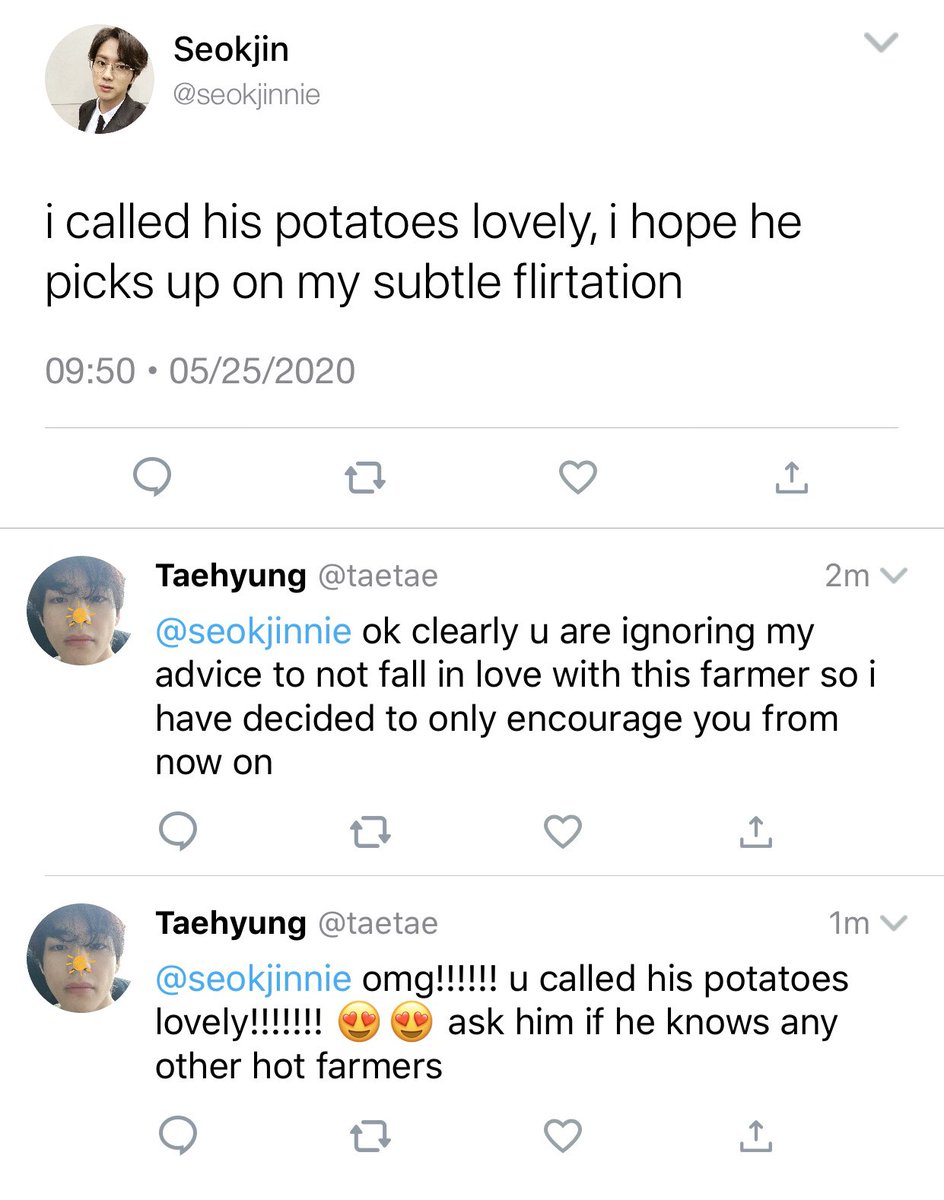 Seokjin
@seokjinnie
i called his potatoes lovely, i hope he
picks up on my subtle flirtation
09:50 • 05/25/2020
Taehyung @taetae 2m
@seokjinnie ok clearly u are ignoring my
advice to not fall in love with this farmer so i
have decided to only encourage you from
now on
Taehyung @taetae 1m
@seokjinnie omg!!!!!! u called his potatoes
lovely!!!!!!! 😍😍 ask him if he knows any
other hot farmers